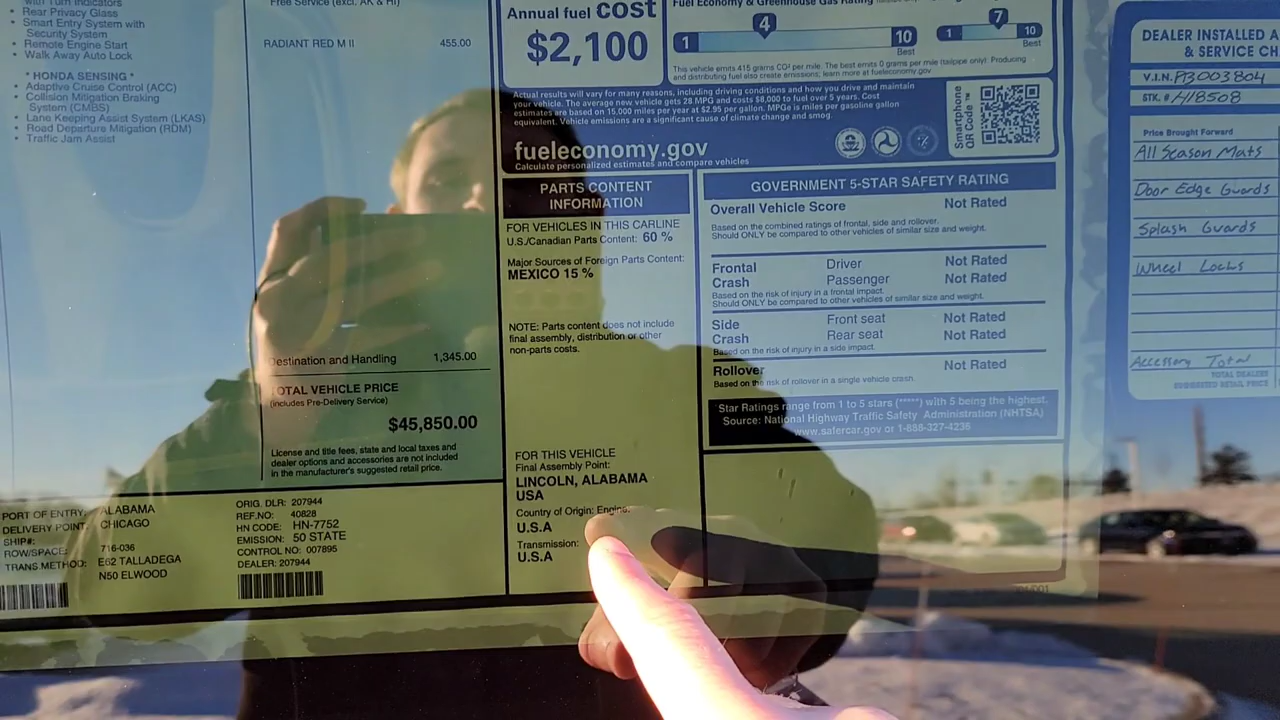 with Turn Indicators
• Rear Privacy Glass
• Smart Entry System with
Security System
• Remote Engine Start
• Walk Away Auto Lock
* HONDA SENSING *
• Adaptive Cruise Control (ACC)
• Collision Mitigation Braking
System (CMBS)
• Lane Keeping Assist System (LKAS)
• Road Departure Mitigation (RDM)
• Traffic Jam Assist
Free Service (excl. AK & HI)
RADIANT RED M II 455.00
Destination and Handling 1,345.00
TOTAL VEHICLE PRICE
(includes Pre-Delivery Service)
$45,850.00
License and title fees, state and local taxes and
dealer options and accessories are not included
in the manufacturer's suggested retail price.
PORT OF ENTRY: ALABAMA
DELIVERY POINT: CHICAGO
SHIP#:
ROW/SPACE: 716-036
TRANS.METHOD: E62 TALLADEGA
N50 ELWOOD
ORIG. DLR: 207944
REF.NO: 40828
HN CODE: HN-7752
EMISSION: 50 STATE
CONTROL NO: 007895
DEALER: 207944
Annual fuel cost
$2,100
Fuel Economy & Greenhouse Gas Rating
4
1 10
Best
7
1 10
Best
This vehicle emits 415 grams CO² per mile. The best emits 0 grams per mile (tailpipe only). Producing
and distributing fuel also create emissions; learn more at fueleconomy.gov
Actual results will vary for many reasons, including driving conditions and how you drive and maintain
your vehicle. The average new vehicle gets 28 MPG and costs $8,000 to fuel over 5 years. Cost
estimates are based on 15,000 miles per year at $2.95 per gallon. MPGe is miles per gasoline gallon
equivalent. Vehicle emissions are a significant cause of climate change and smog.
fueleconomy.gov
Calculate personalized estimates and compare vehicles
Smartphone
QR Code™
PARTS CONTENT
INFORMATION
FOR VEHICLES IN THIS CARLINE
U.S./Canadian Parts Content: 60 %
Major Sources of Foreign Parts Content:
MEXICO 15 %
NOTE: Parts content does not include
final assembly, distribution or other
non-parts costs.
FOR THIS VEHICLE
Final Assembly Point:
LINCOLN, ALABAMA
USA
Country of Origin: Engine:
U.S.A
Transmission:
U.S.A
GOVERNMENT 5-STAR SAFETY RATING
Overall Vehicle Score Not Rated
Based on the combined ratings of frontal, side and rollover.
Should ONLY be compared to other vehicles of similar size and weight.
Frontal Driver Not Rated
Crash Passenger Not Rated
Based on the risk of injury in a frontal impact.
Should ONLY be compared to other vehicles of similar size and weight.
Side Front seat Not Rated
Crash Rear seat Not Rated
Based on the risk of injury in a side impact.
Rollover Not Rated
Based on the risk of rollover in a single vehicle crash.
Star Ratings range from 1 to 5 stars (*****) with 5 being the highest.
Source: National Highway Traffic Safety Administration (NHTSA)
www.safercar.gov or 1-888-327-4236
DEALER INSTALLED A
& SERVICE CH
V.I.N. PB003804
STK. # H18508
Price Brought Forward
All Season Mats
Door Edge Guards
Splash Guards
Wheel Locks
Accessory Total
TOTAL DEALERS
SUGGESTED RETAIL PRICE